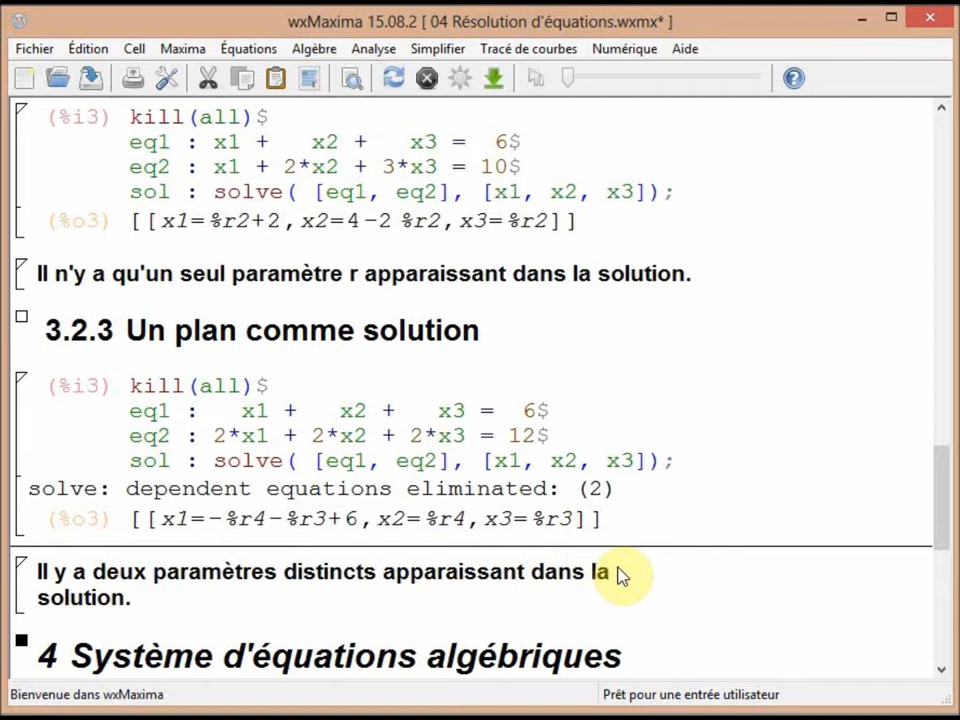 wxMaxima 15.08.2 [ 04 Résolution d'équations.wxmx* ]
Fichier Édition Cell Maxima Équations Algèbre Analyse Simplifier Tracé de courbes Numérique Aide
(%i3) kill(all)$
eq1 : x1 + x2 + x3 = 6$
eq2 : x1 + 2*x2 + 3*x3 = 10$
sol : solve( [eq1, eq2], [x1, x2, x3]);
(%o3) [[x1=%r2+2,x2=4-2 %r2,x3=%r2]]
Il n'y a qu'un seul paramètre r apparaissant dans la solution.
3.2.3 Un plan comme solution
(%i3) kill(all)$
eq1 : x1 + x2 + x3 = 6$
eq2 : 2*x1 + 2*x2 + 2*x3 = 12$
sol : solve( [eq1, eq2], [x1, x2, x3]);
solve: dependent equations eliminated: (2)
(%o3) [[x1=-%r4-%r3+6,x2=%r4,x3=%r3]]
Il y a deux paramètres distincts apparaissant dans la
solution.
4 Système d'équations algébriques
Bienvenue dans wxMaxima Prêt pour une entrée utilisateur